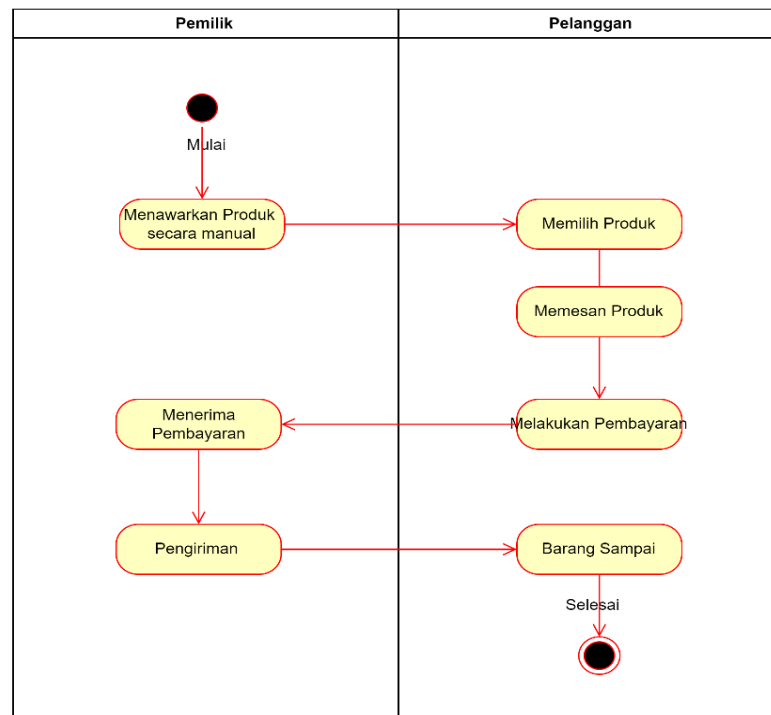 Pemilik
Pelanggan
Mulai
Menawarkan Produk
secara manual
Memilih Produk
Memesan Produk
Melakukan Pembayaran
Menerima
Pembayaran
Pengiriman
Barang Sampai
Selesai